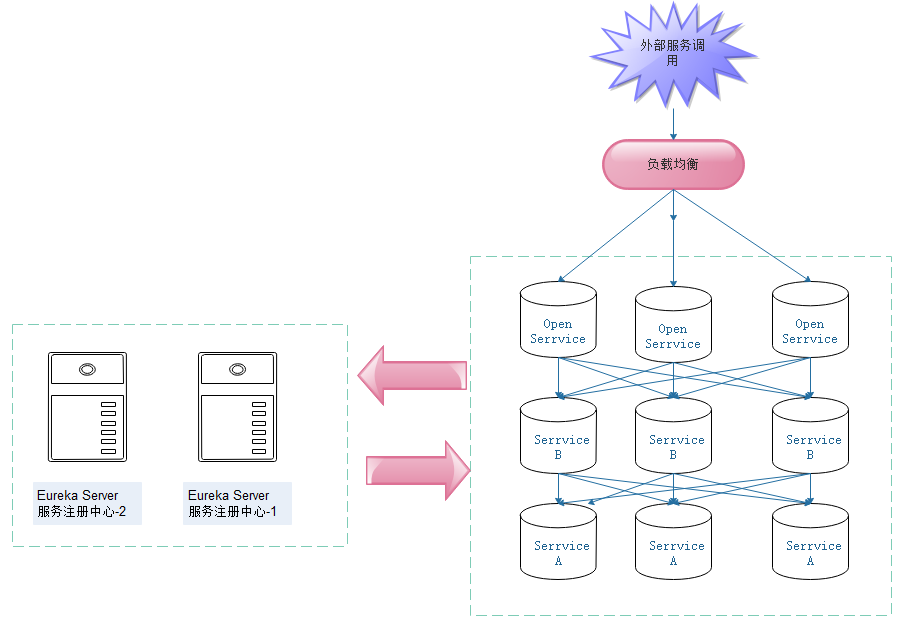 外部服务调
用
负载均衡
Open
Serrvice
Open
Serrvice
Open
Serrvice
Serrvice
B
Serrvice
B
Serrvice
B
Serrvice
A
Serrvice
A
Serrvice
A
Eureka Server
服务注册中心-2
Eureka Server
服务注册中心-1